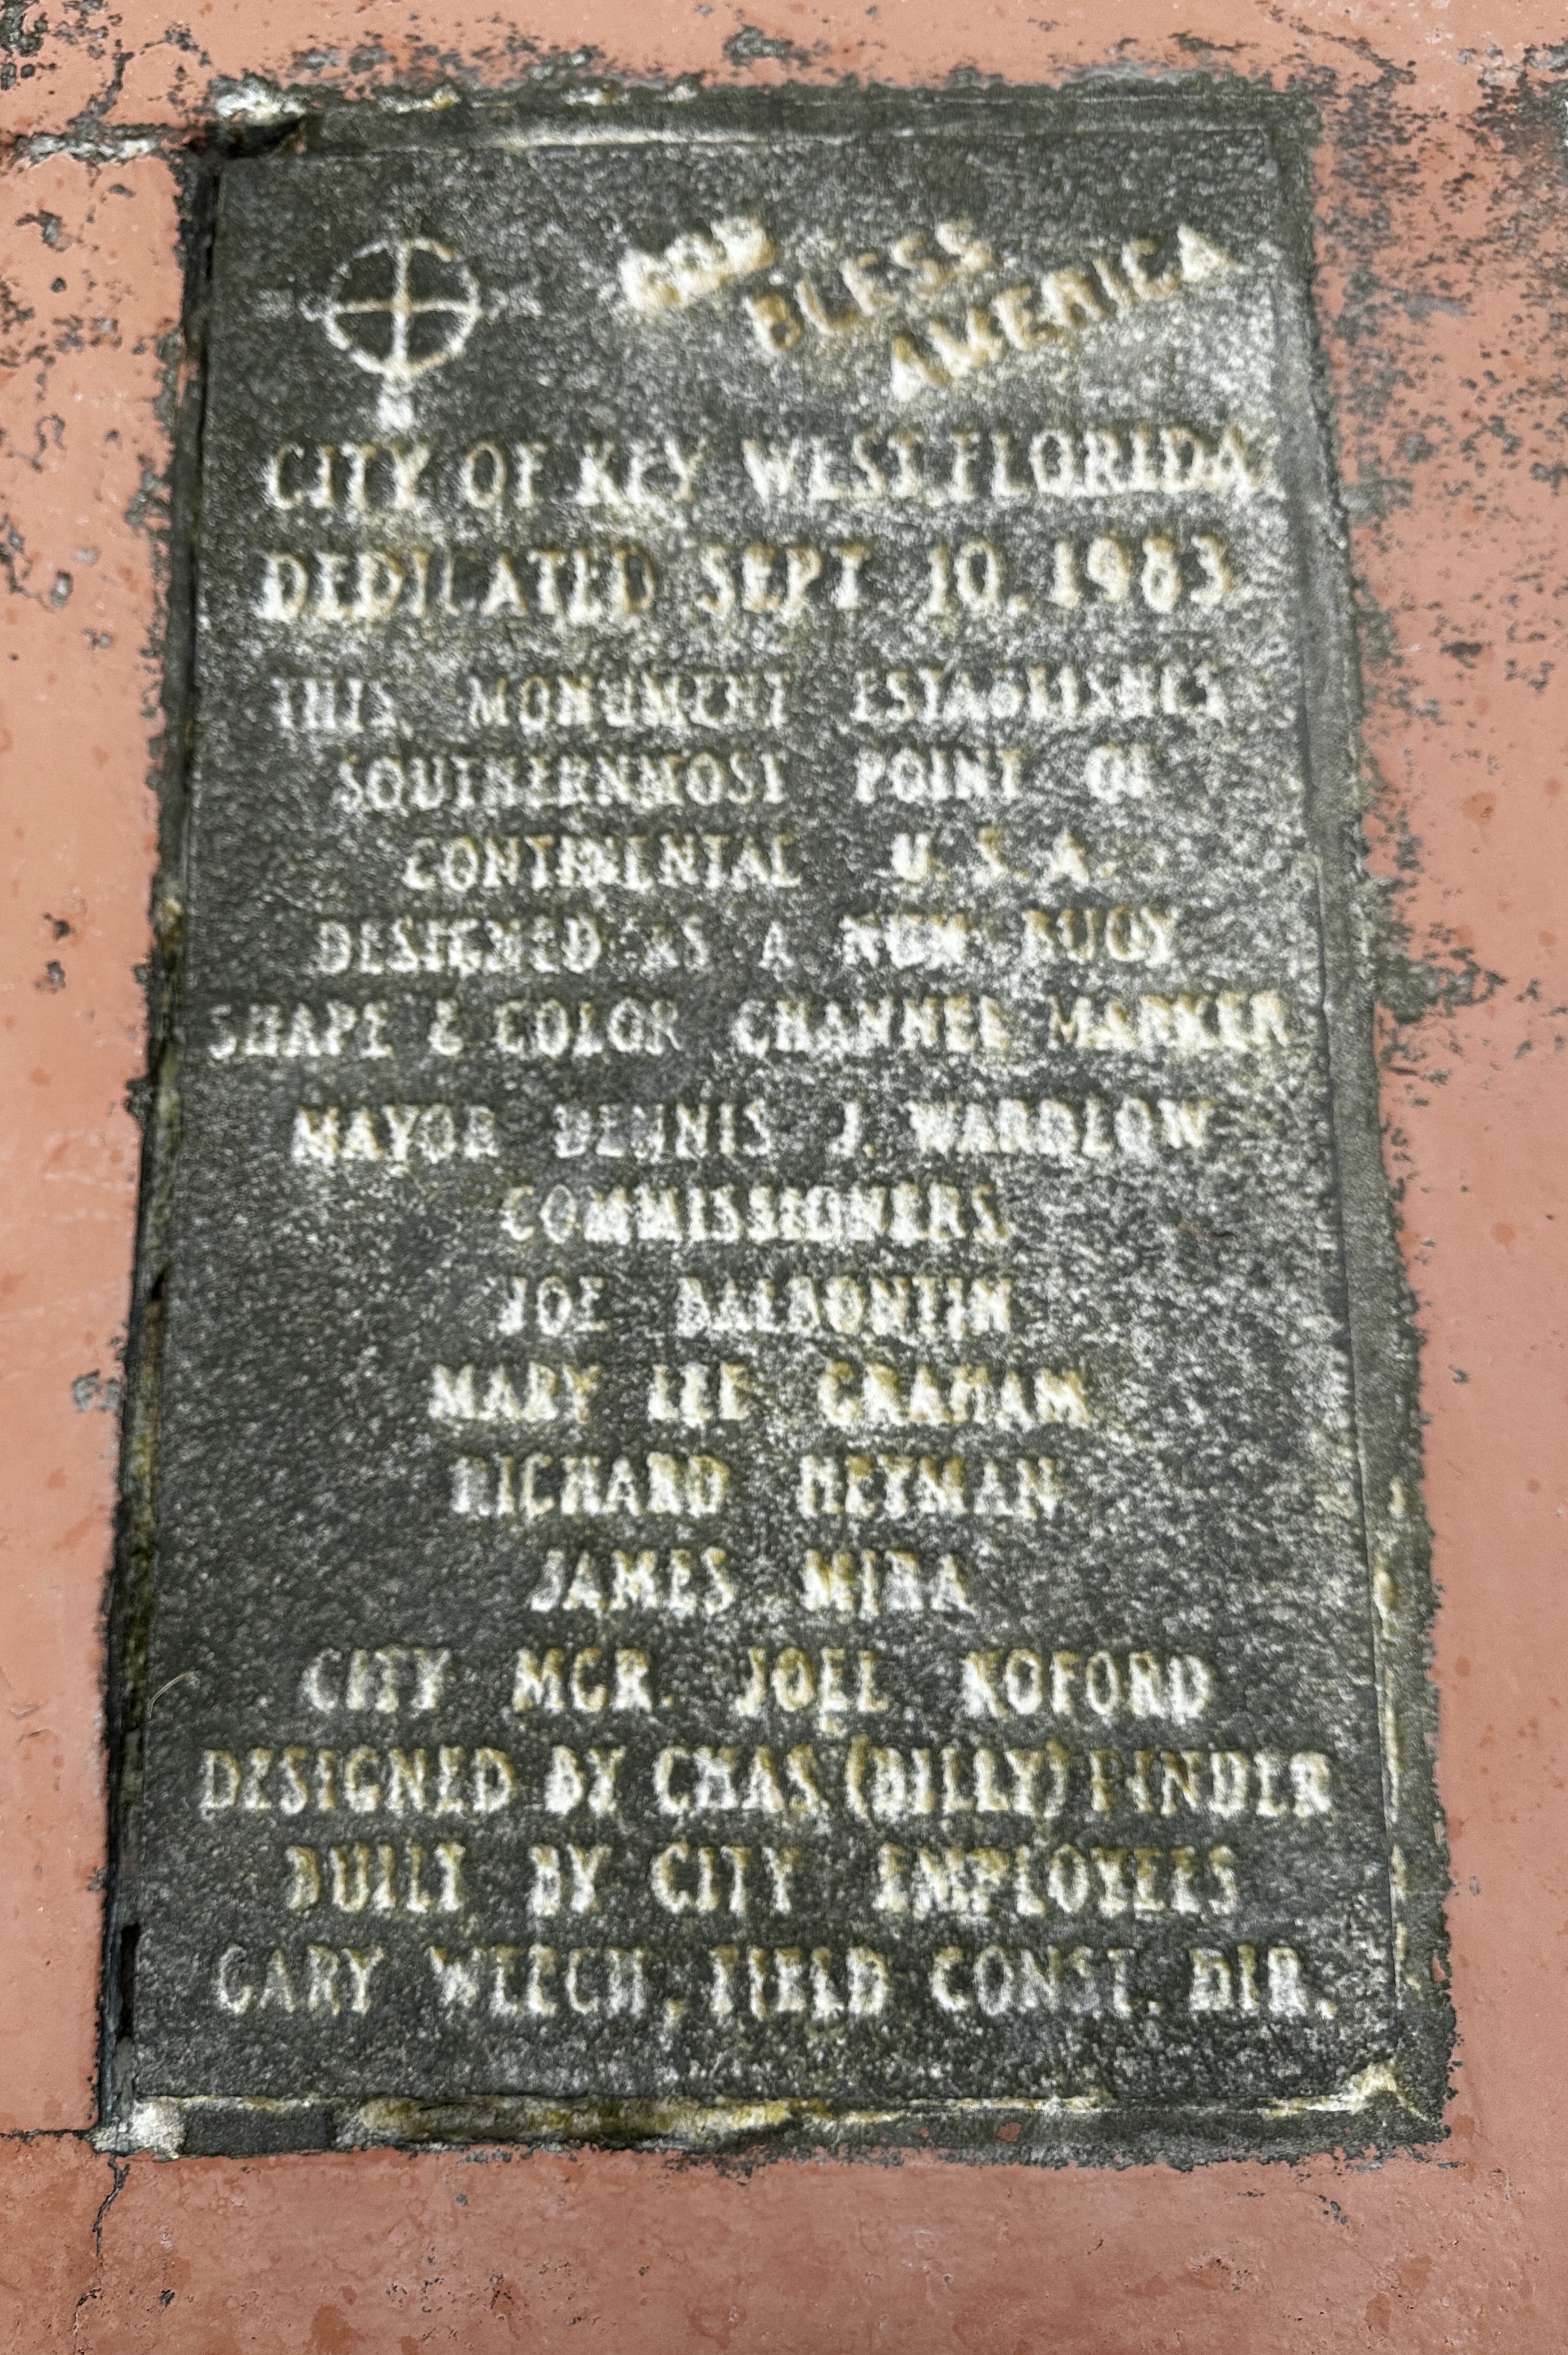 GOD
BLESS
AMERICA
CITY OF KEY WEST, FLORIDA
DEDICATED SEPT 10, 1983
THIS MONUMENT ESTABLISHES
SOUTHERNMOST POINT OF
CONTINENTAL U.S.A.
DESIGNED AS A NUN BUOY
SHAPE & COLOR CHANNEL MARKER
MAYOR DENNIS J. WARDLOW
COMMISSIONERS
JOE BALBONTIN
MARY LEE GRAHAM
RICHARD HEYMAN
JAMES MIRA
CITY MGR. JOEL KOFORD
DESIGNED BY CHAS (BILLY) PINDER
BUILT BY CITY EMPLOYEES
GARY WEECH, FIELD CONST. DIR.